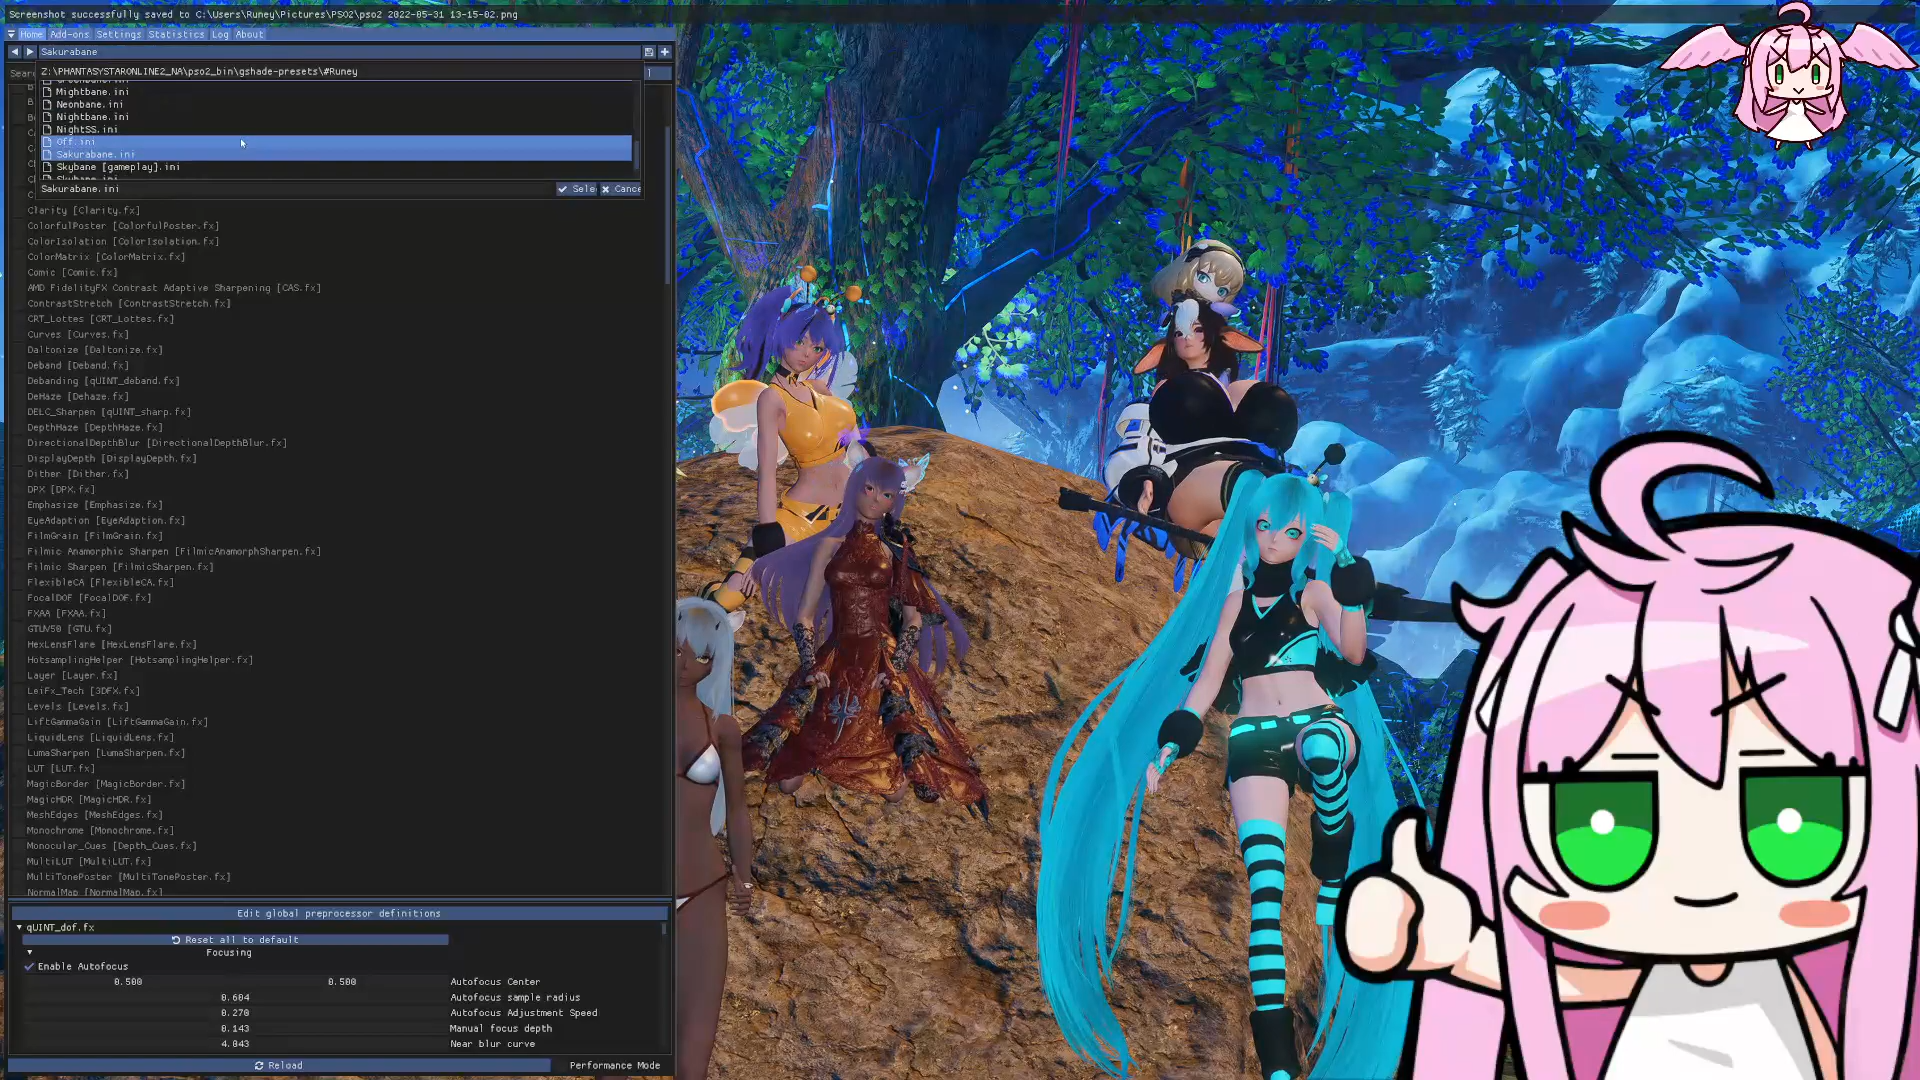 Screenshot successfully saved to C:\Users\Runey\Pictures\PSO2\pso2 2022-05-31 13-15-02.png
Home Add-ons Settings Statistics Log About
Sakurabane
Z:\PHANTASYSTARONLINE2_NA\pso2_bin\gshade-presets\#Runey
Mightbane.ini
Neonbane.ini
Nightbane.ini
NightSS.ini
Off.ini
Sakurabane.ini
Skybane [gameplay].ini
Sakurabane.ini Sele Cance
Clarity [Clarity.fx]
ColorfulPoster [ColorfulPoster.fx]
ColorIsolation [ColorIsolation.fx]
ColorMatrix [ColorMatrix.fx]
Comic [Comic.fx]
AMD FidelityFX Contrast Adaptive Sharpening [CAS.fx]
ContrastStretch [ContrastStretch.fx]
CRT_Lottes [CRT_Lottes.fx]
Curves [Curves.fx]
Daltonize [Daltonize.fx]
Deband [Deband.fx]
Debanding [qUINT_deband.fx]
DeHaze [Dehaze.fx]
DELC_Sharpen [qUINT_sharp.fx]
DepthHaze [DepthHaze.fx]
DirectionalDepthBlur [DirectionalDepthBlur.fx]
DisplayDepth [DisplayDepth.fx]
Dither [Dither.fx]
DPX [DPX.fx]
Emphasize [Emphasize.fx]
EyeAdaption [EyeAdaption.fx]
FilmGrain [FilmGrain.fx]
Filmic Anamorphic Sharpen [FilmicAnamorphSharpen.fx]
Filmic Sharpen [FilmicSharpen.fx]
FlexibleCA [FlexibleCA.fx]
FocalDOF [FocalDOF.fx]
FXAA [FXAA.fx]
GTUV50 [GTU.fx]
HexLensFlare [HexLensFlare.fx]
HotsamplingHelper [HotsamplingHelper.fx]
Layer [Layer.fx]
LeiFx_Tech [3DFX.fx]
Levels [Levels.fx]
LiftGammaGain [LiftGammaGain.fx]
LiquidLens [LiquidLens.fx]
LumaSharpen [LumaSharpen.fx]
LUT [LUT.fx]
MagicBorder [MagicBorder.fx]
MagicHDR [MagicHDR.fx]
MeshEdges [MeshEdges.fx]
Monochrome [Monochrome.fx]
Monocular_Cues [Depth_Cues.fx]
MultiLUT [MultiLUT.fx]
MultiTonePoster [MultiTonePoster.fx]
NormalMap [NormalMap.fx]
Edit global preprocessor definitions
qUINT_dof.fx
Reset all to default
Focusing
Enable Autofocus
0.500 0.500 Autofocus Center
0.604 Autofocus sample radius
0.270 Autofocus Adjustment Speed
0.143 Manual focus depth
4.043 Near blur curve
Reload Performance Mode